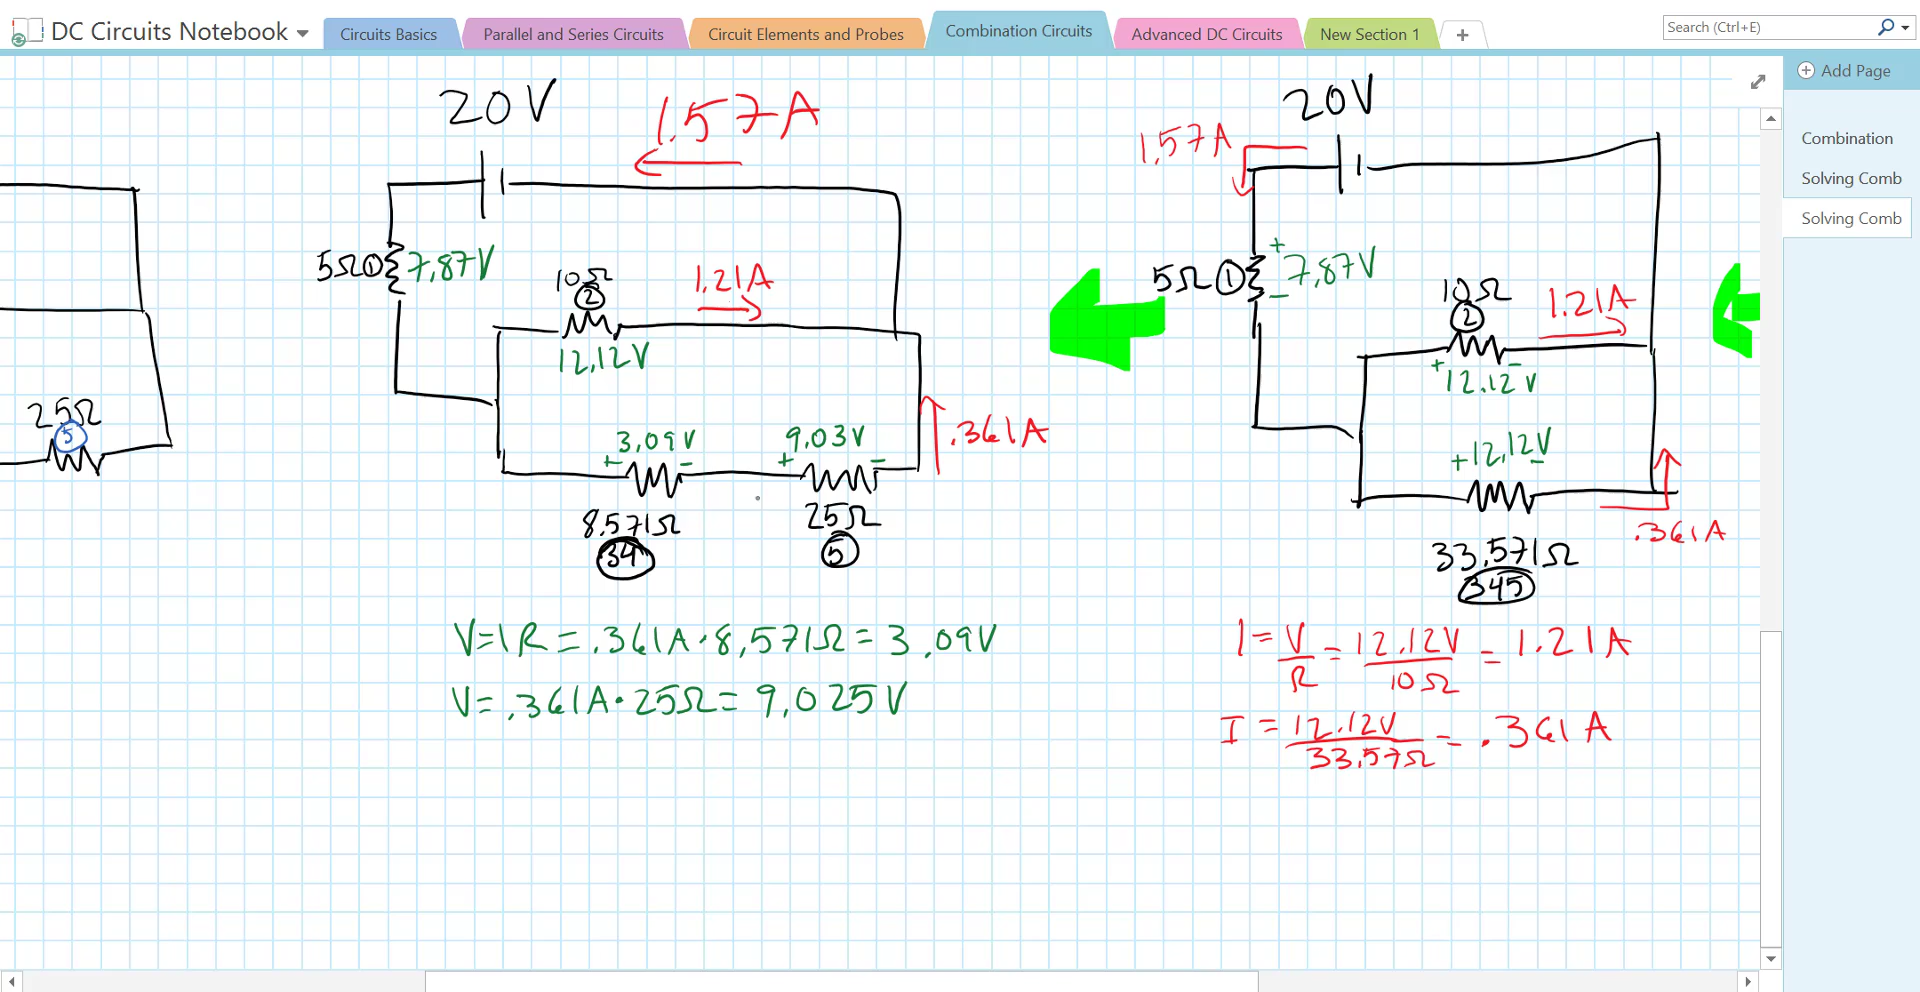 DC Circuits Notebook
Circuits Basics
Parallel and Series Circuits
Circuit Elements and Probes
Combination Circuits
Advanced DC Circuits
New Section 1
Search (Ctrl+E)
Add Page
Combination
Solving Comb
Solving Comb
25Ω
5
20V
1.57A
5Ω 1 7.87V
10Ω
2
1.21A
12.12V
.361A
3.09V
+ -
9.03V
+ -
8.571Ω
34
25Ω
5
V=IR = .361A·8.571Ω = 3.09V
V= .361A·25Ω = 9.025V
20V
1.57A
5Ω 1 + 7.87V -
10Ω
2
1.21A
+ -
12.12V
+12.12V -
.361A
33.571Ω
345
I = V/R = 12.12V/10Ω = 1.21A
I = 12.12V/33.57Ω = .361A